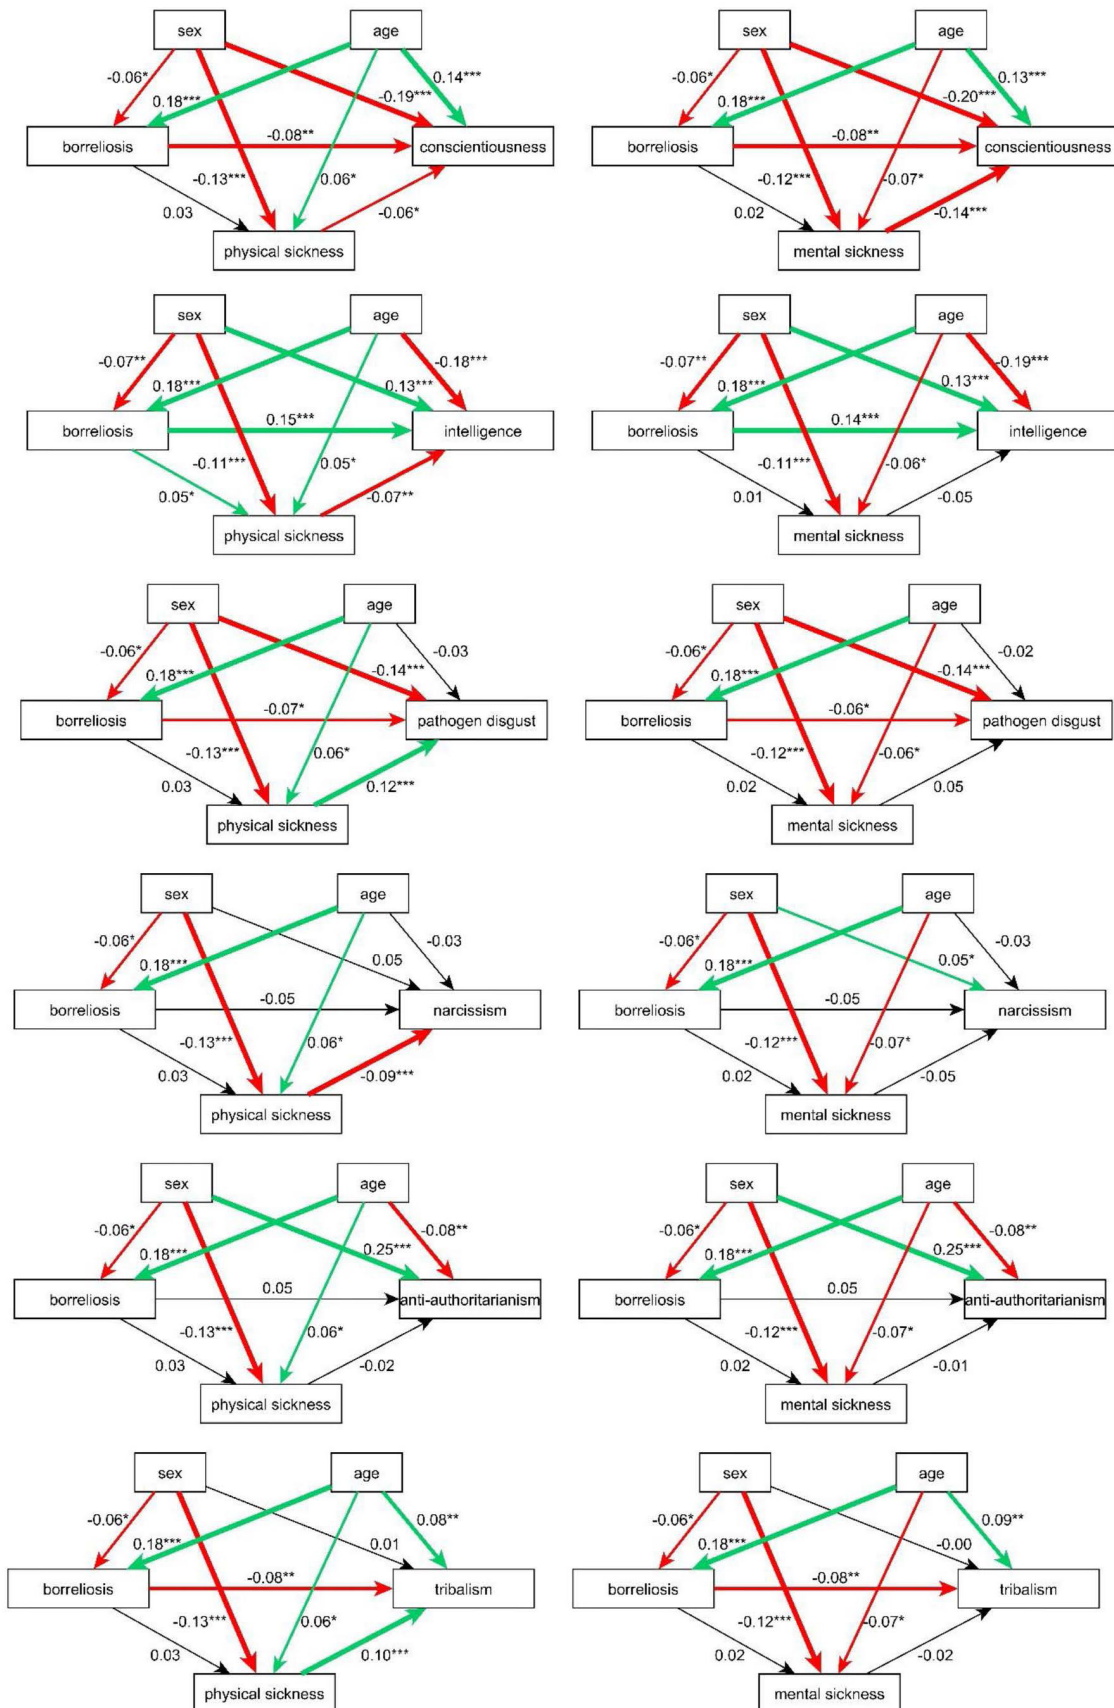 sex age sex age
-0.06* 0.14*** -0.06* 0.13***
0.18*** -0.19*** 0.18*** -0.20***
borreliosis -0.08** conscientiousness borreliosis -0.08** conscientiousness
-0.13*** 0.06* -0.12*** -0.07*
0.03 -0.06* 0.02 -0.14***
physical sickness mental sickness
sex age sex age
-0.07** -0.18*** -0.07** -0.19***
0.18*** 0.13*** 0.18*** 0.13***
borreliosis 0.15*** intelligence borreliosis 0.14*** intelligence
-0.11*** 0.05* -0.11*** -0.06*
0.05* -0.07** 0.01 -0.05
physical sickness mental sickness
sex age sex age
-0.06* -0.03 -0.06* -0.02
0.18*** -0.14*** 0.18*** -0.14***
borreliosis -0.07* pathogen disgust borreliosis -0.06* pathogen disgust
-0.13*** 0.06* -0.12*** -0.06*
0.03 0.12*** 0.02 0.05
physical sickness mental sickness
sex age sex age
-0.06* -0.03 -0.06* -0.03
0.18*** 0.05 0.18*** 0.05*
borreliosis -0.05 narcissism borreliosis -0.05 narcissism
-0.13*** 0.06* -0.12*** -0.07*
0.03 -0.09*** 0.02 -0.05
physical sickness mental sickness
sex age sex age
-0.06* -0.08** -0.06* -0.08**
0.18*** 0.25*** 0.18*** 0.25***
borreliosis 0.05 anti-authoritarianism borreliosis 0.05 anti-authoritarianism
-0.13*** 0.06* -0.12*** -0.07*
0.03 -0.02 0.02 -0.01
physical sickness mental sickness
sex age sex age
-0.06* 0.08** -0.06* 0.09**
0.18*** 0.01 0.18*** -0.00
borreliosis -0.08** tribalism borreliosis -0.08** tribalism
-0.13*** 0.06* -0.12*** -0.07*
0.03 0.10*** 0.02 -0.02
physical sickness mental sickness